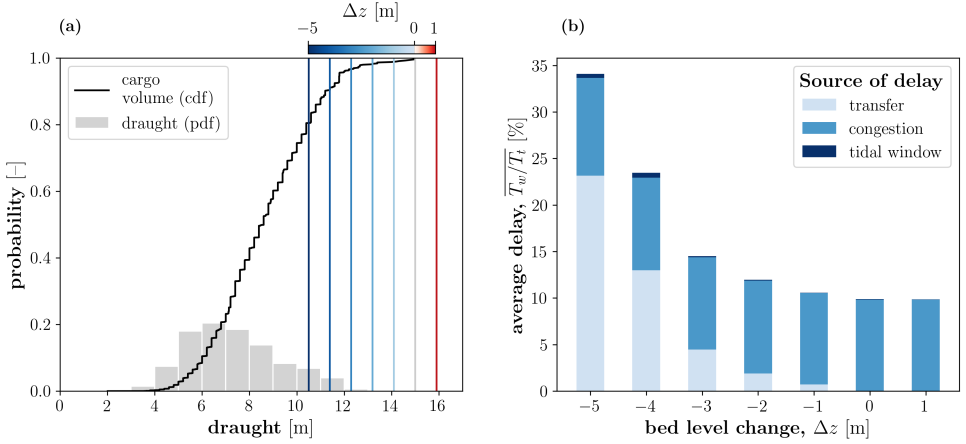 (a)
Δz [m]
−5 0 1
1.0
0.8
0.6
0.4
0.2
0.0
probability [–]
cargo
volume (cdf)
draught (pdf)
0 2 4 6 8 10 12 14 16
draught [m]
(b)
35
30
25
20
15
10
5
0
average delay, T_w/T_t [%]
Source of delay
transfer
congestion
tidal window
−5 −4 −3 −2 −1 0 1
bed level change, Δz [m]